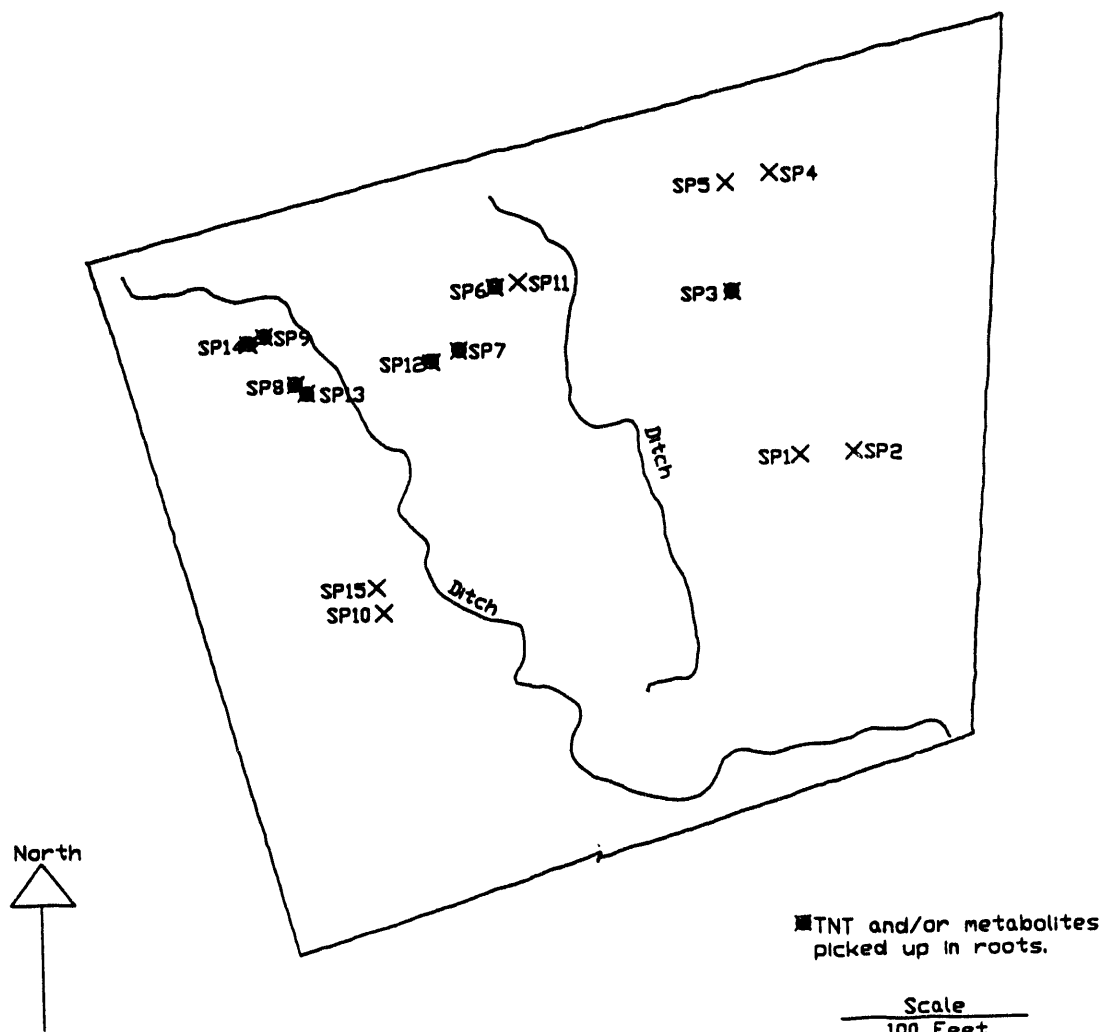 SP5
SP4
SP6
SP11
SP3
SP14
SP9
SP12
SP7
SP8
SP13
Ditch
SP1
SP2
SP15
Ditch
SP10
North
TNT and/or metabolites
picked up in roots.
Scale
100 Feet